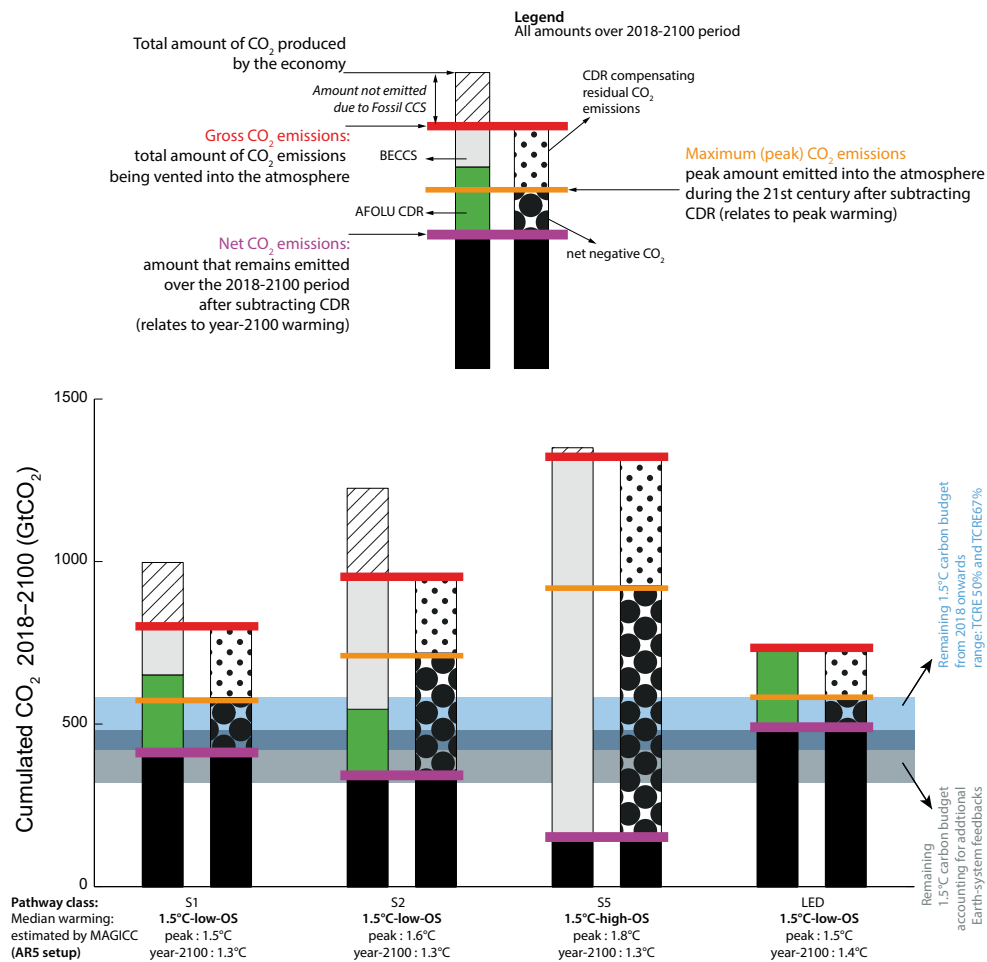 Legend
All amounts over 2018-2100 period
Total amount of CO2 produced
by the economy
Amount not emitted
due to Fossil CCS
CDR compensating
residual CO2
emissions
Gross CO2 emissions:
total amount of CO2 emissions
being vented into the atmosphere
BECCS
AFOLU CDR
Maximum (peak) CO2 emissions
peak amount emitted into the atmosphere
during the 21st century after subtracting
CDR (relates to peak warming)
Net CO2 emissions:
amount that remains emitted
over the 2018-2100 period
after subtracting CDR
(relates to year-2100 warming)
net negative CO2
Cumulated CO2 2018−2100 (GtCO2)
1500
1000
500
0
Remaining 1.5°C carbon budget
from 2018 onwards
range: TCRE 50% and TCRE67%
Remaining
1.5°C carbon budget
accounting for addtional
Earth-system feedbacks
Pathway class: S1 S2 S5 LED
Median warming: 1.5°C-low-OS 1.5°C-low-OS 1.5°C-high-OS 1.5°C-low-OS
estimated by MAGICC peak : 1.5°C peak : 1.6°C peak : 1.8°C peak : 1.5°C
(AR5 setup) year-2100 : 1.3°C year-2100 : 1.3°C year-2100 : 1.3°C year-2100 : 1.4°C